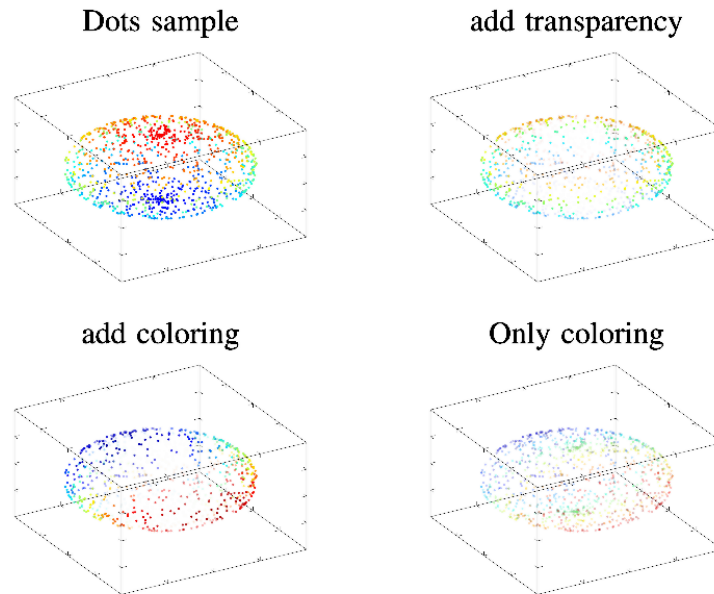 Dots sample
add transparency
add coloring
Only coloring